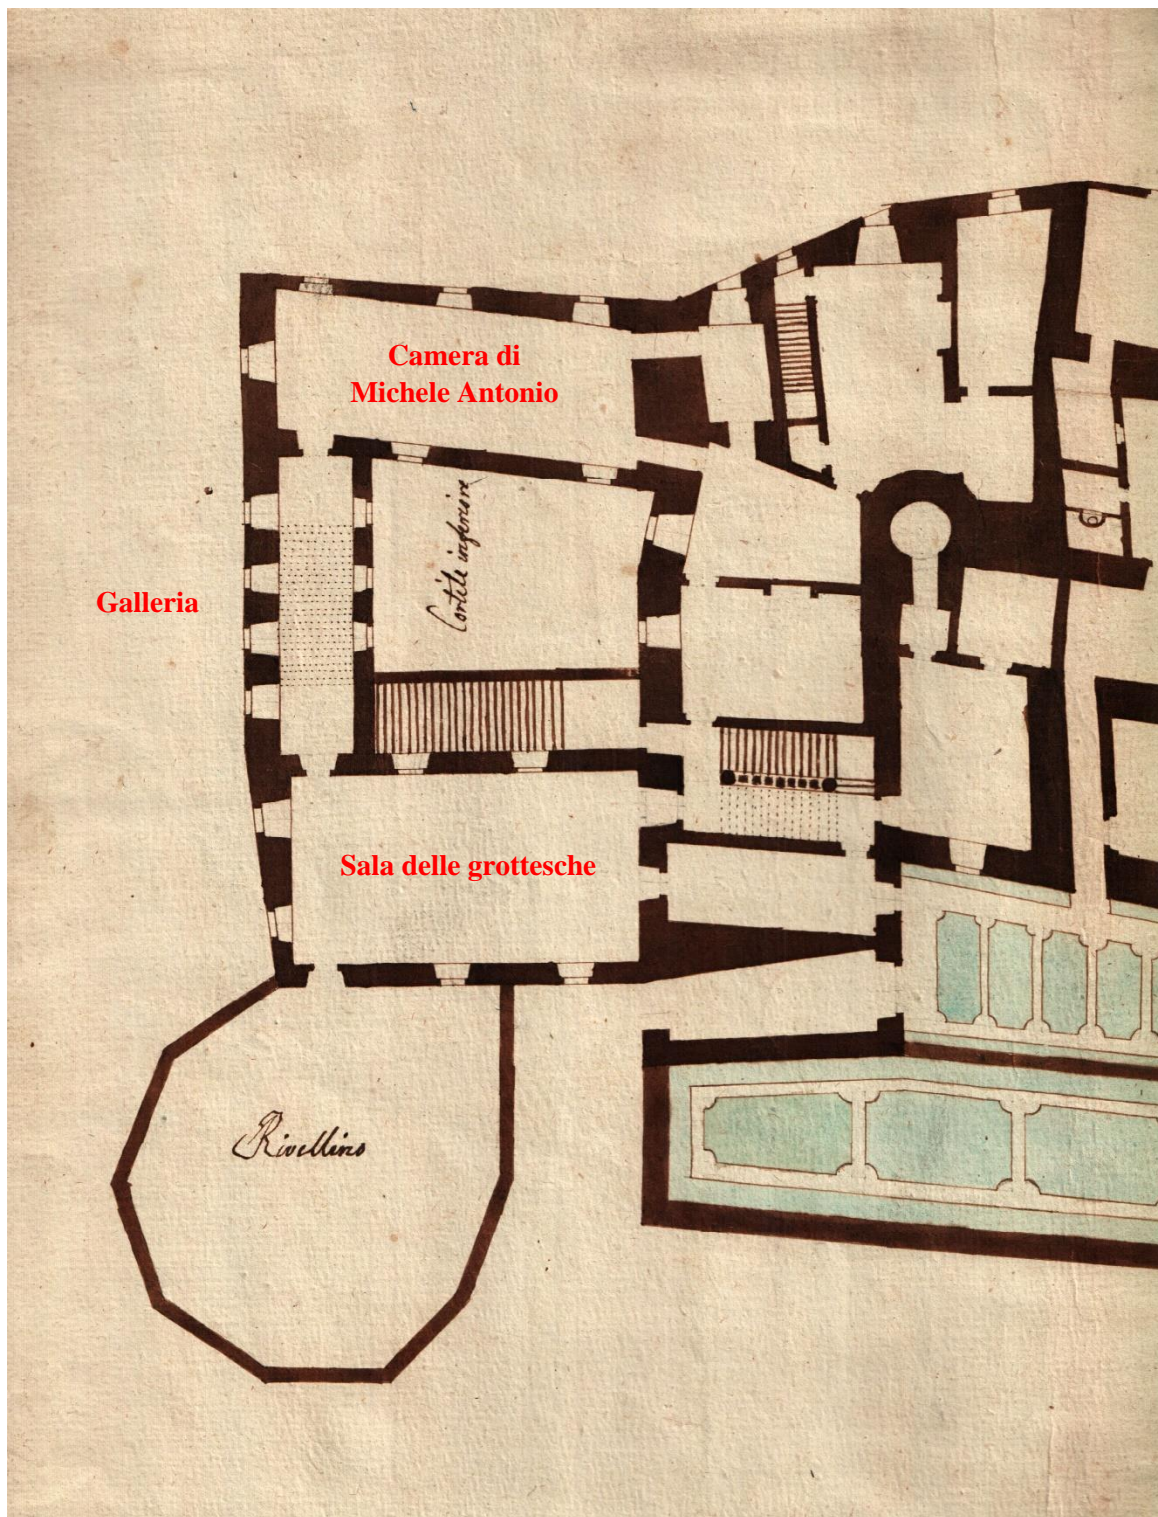 Camera di
Michele Antonio
Cortile inferiore
Galleria
Sala delle grottesche
Rivellino